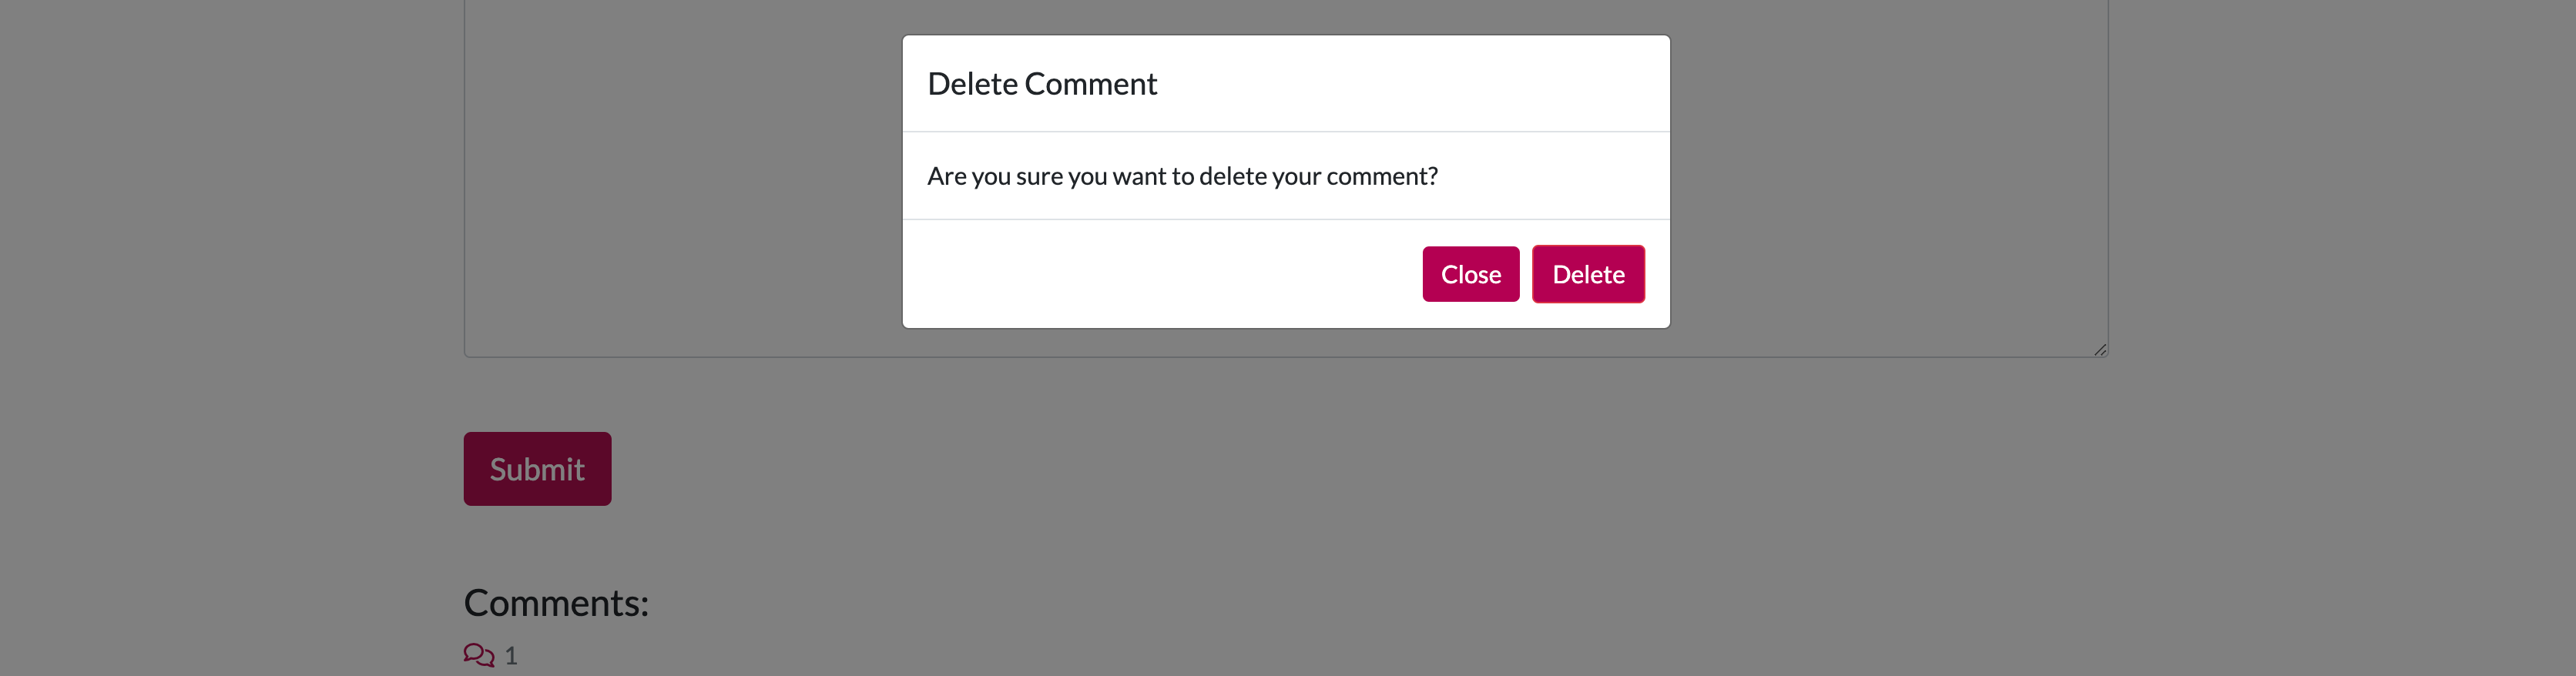 Delete Comment
Are you sure you want to delete your comment?
Close Delete
Submit
Comments:
1